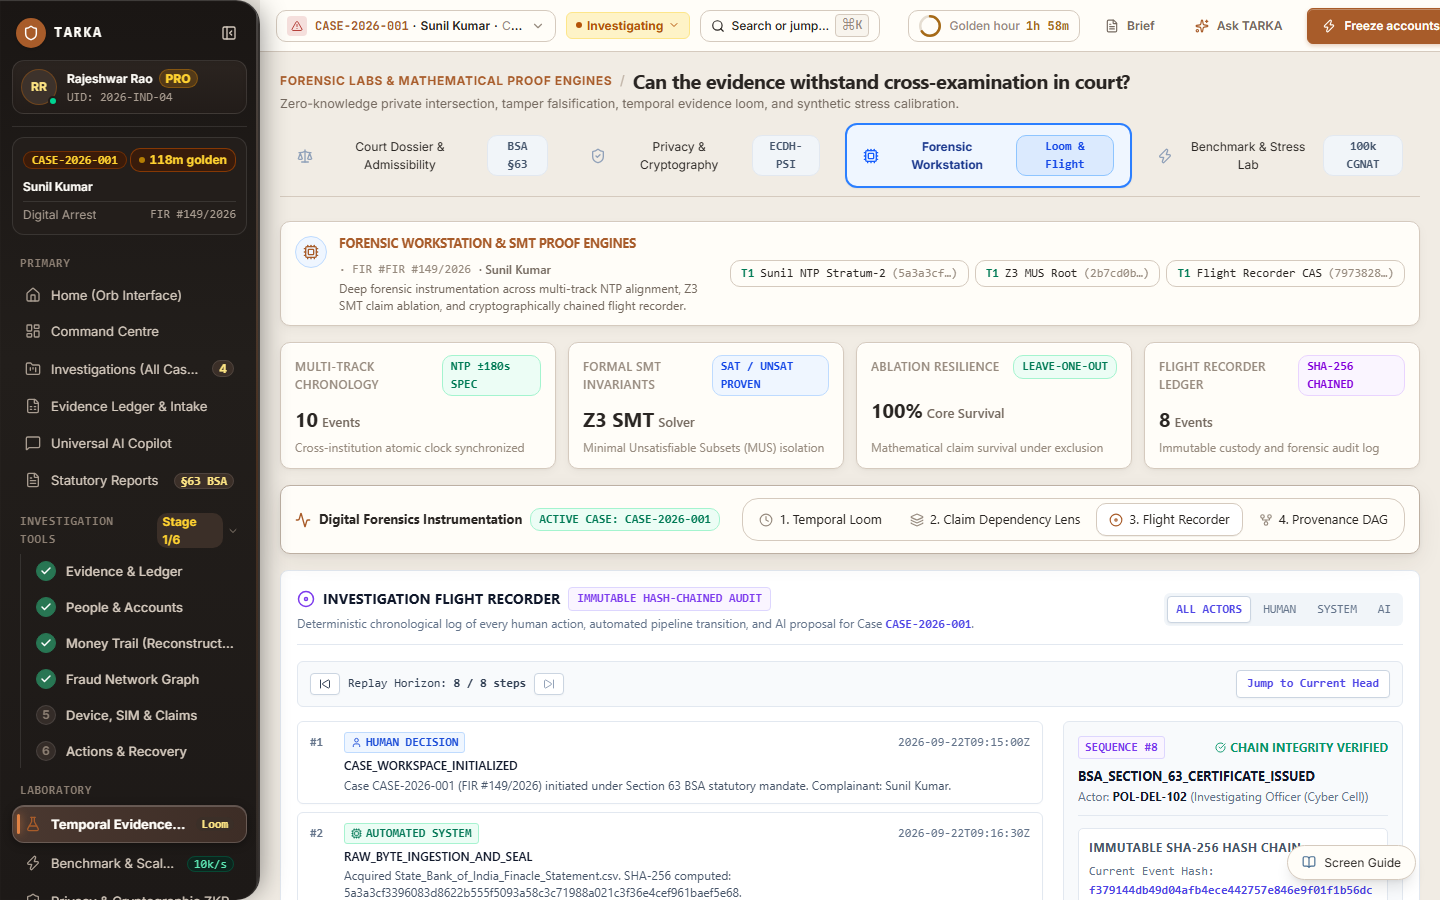 TARKA
RR
Rajeshwar Rao PRO
UID: 2026-IND-04
CASE-2026-001 118m golden
Sunil Kumar
Digital Arrest FIR #149/2026
PRIMARY
Home (Orb Interface)
Command Centre
Investigations (All Cas... 4
Evidence Ledger & Intake
Universal AI Copilot
Statutory Reports §63 BSA
INVESTIGATION TOOLS Stage 1/6
Evidence & Ledger
People & Accounts
Money Trail (Reconstruct...
Fraud Network Graph
5 Device, SIM & Claims
6 Actions & Recovery
LABORATORY
Temporal Evidence... Loom
Benchmark & Scal... 10k/s
CASE-2026-001 · Sunil Kumar · C...
Investigating
Search or jump... ⌘K
Golden hour 1h 58m
Brief
Ask TARKA
Freeze accounts
FORENSIC LABS & MATHEMATICAL PROOF ENGINES / Can the evidence withstand cross-examination in court?
Zero-knowledge private intersection, tamper falsification, temporal evidence loom, and synthetic stress calibration.
Court Dossier & Admissibility BSA §63
Privacy & Cryptography ECDH-PSI
Forensic Workstation Loom & Flight
Benchmark & Stress Lab 100k CGNAT
FORENSIC WORKSTATION & SMT PROOF ENGINES
· FIR #FIR #149/2026 · Sunil Kumar
Deep forensic instrumentation across multi-track NTP alignment, Z3
SMT claim ablation, and cryptographically chained flight recorder.
T1 Sunil NTP Stratum-2 (5a3a3cf…)
T1 Z3 MUS Root (2b7cd0b…)
T1 Flight Recorder CAS (7973828…)
MULTI-TRACK CHRONOLOGY NTP ±180s SPEC
10 Events
Cross-institution atomic clock synchronized
FORMAL SMT INVARIANTS SAT / UNSAT PROVEN
Z3 SMT Solver
Minimal Unsatisfiable Subsets (MUS) isolation
ABLATION RESILIENCE LEAVE-ONE-OUT
100% Core Survival
Mathematical claim survival under exclusion
FLIGHT RECORDER LEDGER SHA-256 CHAINED
8 Events
Immutable custody and forensic audit log
Digital Forensics Instrumentation ACTIVE CASE: CASE-2026-001
1. Temporal Loom
2. Claim Dependency Lens
3. Flight Recorder
4. Provenance DAG
INVESTIGATION FLIGHT RECORDER IMMUTABLE HASH-CHAINED AUDIT
Deterministic chronological log of every human action, automated pipeline transition, and AI proposal for Case CASE-2026-001.
ALL ACTORS HUMAN SYSTEM AI
Replay Horizon: 8 / 8 steps
Jump to Current Head
#1 HUMAN DECISION 2026-09-22T09:15:00Z
CASE_WORKSPACE_INITIALIZED
Case CASE-2026-001 (FIR #149/2026) initiated under Section 63 BSA statutory mandate. Complainant: Sunil Kumar.
#2 AUTOMATED SYSTEM 2026-09-22T09:16:30Z
RAW_BYTE_INGESTION_AND_SEAL
Acquired State_Bank_of_India_Finacle_Statement.csv. SHA-256 computed:
5a3a3cf3396083d8622b555f5093a58c3c71988a021c3f36e4cef961baef5e68.
SEQUENCE #8 CHAIN INTEGRITY VERIFIED
BSA_SECTION_63_CERTIFICATE_ISSUED
Actor: POL-DEL-102 (Investigating Officer (Cyber Cell))
IMMUTABLE SHA-256 HASH CHAIN
Current Event Hash:
f379144db49d04afb4ece442757e846e9f01f1b56dc
Screen Guide